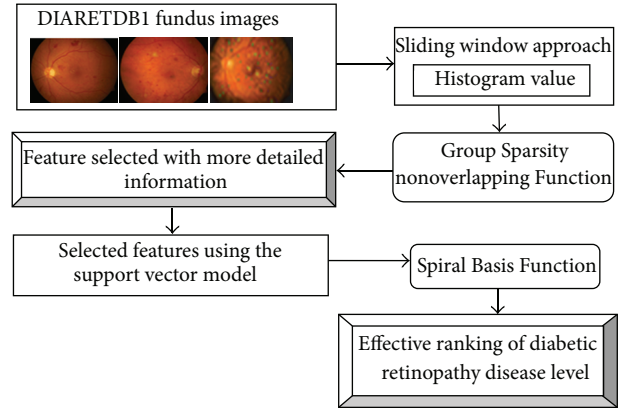 DIARETDB1 fundus images
Sliding window approach
Histogram value
Group Sparsity
nonoverlapping Function
Feature selected with more detailed
information
Selected features using the
support vector model
Spiral Basis Function
Effective ranking of diabetic
retinopathy disease
level